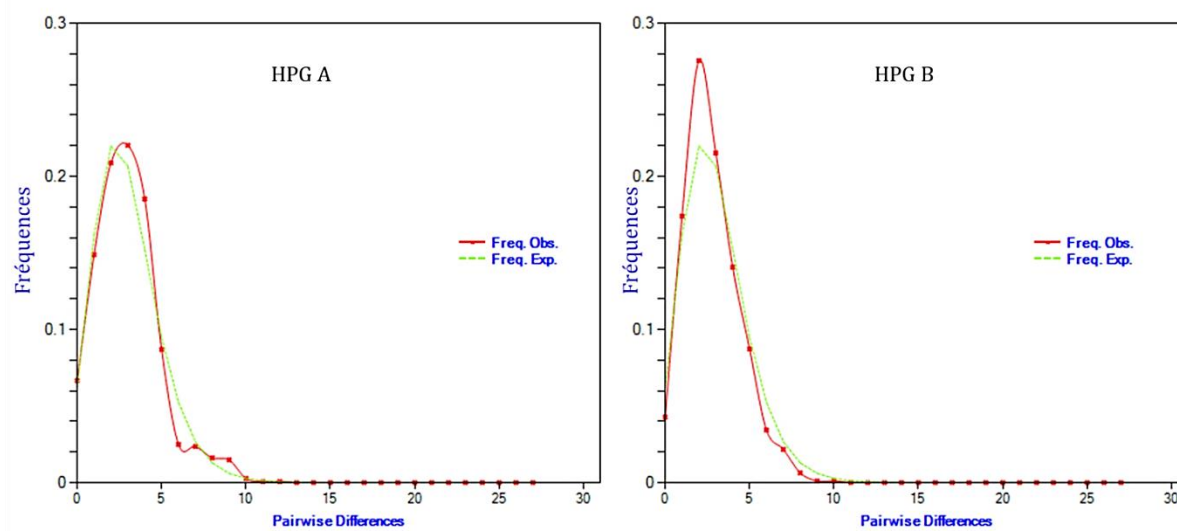 HPG A
Fréquences
0.3
0.2
0.1
0
Freq. Obs.
Freq. Exp.
0 5 10 15 20 25 30
Pairwise Differences
HPG B
Fréquences
0.3
0.2
0.1
0
Freq. Obs.
Freq. Exp.
0 5 10 15 20 25 30
Pairwise Differences